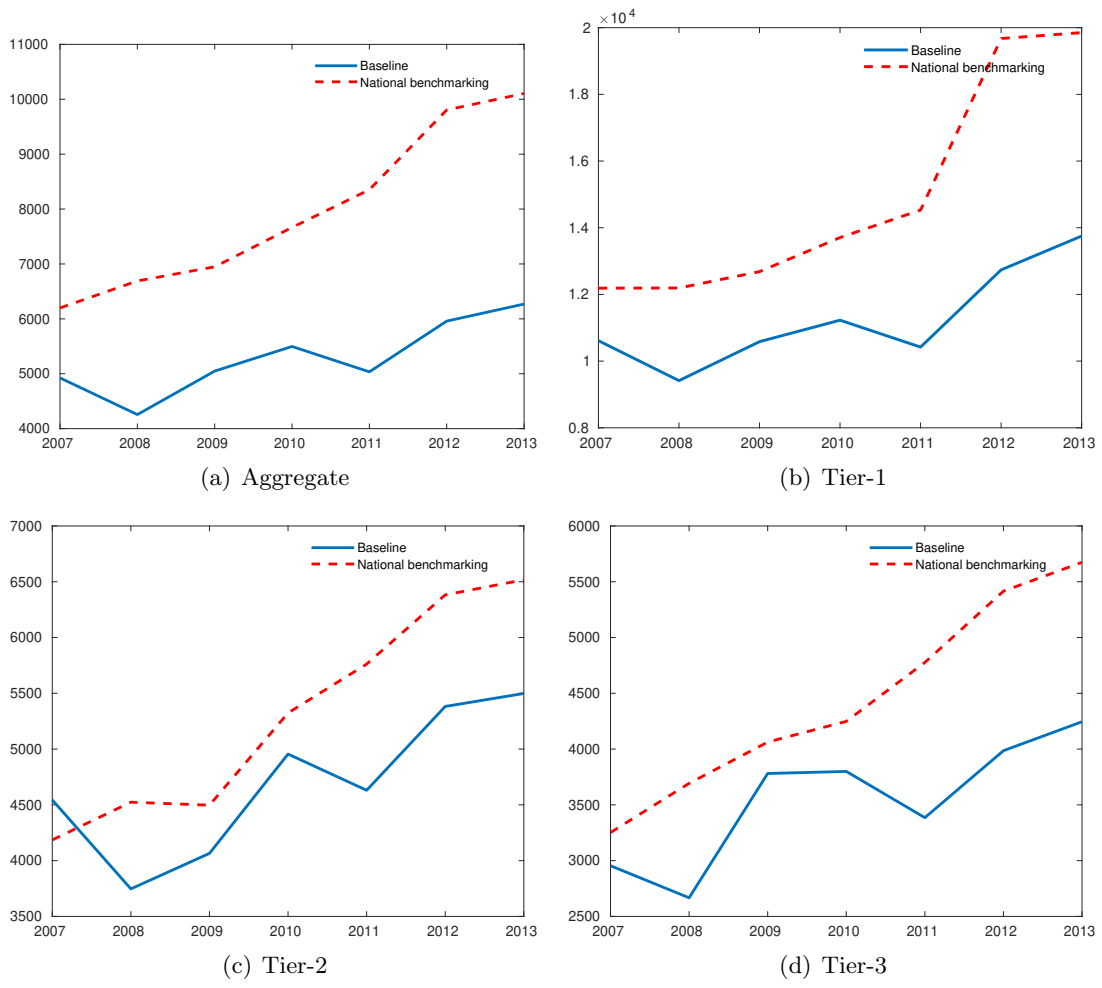 11000
10000
9000
8000
7000
6000
5000
4000
Baseline
National benchmarking
2007 2008 2009 2010 2011 2012 2013
(a) Aggregate
×10 4
2
1.8
1.6
1.4
1.2
1
0.8
Baseline
National benchmarking
2007 2008 2009 2010 2011 2012 2013
(b) Tier-1
7000
6500
6000
5500
5000
4500
4000
3500
Baseline
National benchmarking
2007 2008 2009 2010 2011 2012 2013
(c) Tier-2
6000
5500
5000
4500
4000
3500
3000
2500
Baseline
National benchmarking
2007 2008 2009 2010 2011 2012 2013
(d) Tier-3